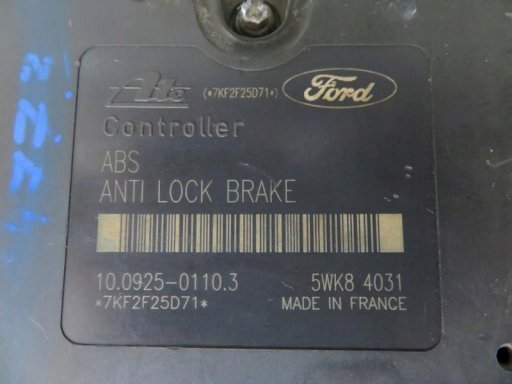 Ate (*7KF2F25D71*) Ford
Controller
ABS
ANTI LOCK BRAKE
10.0925-0110.3 5WK8 4031
*7KF2F25D71* MADE IN FRANCE